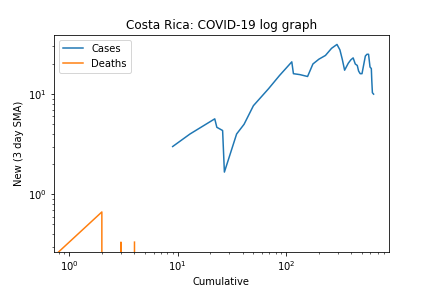 Costa Rica: COVID-19 log graph
Cases
Deaths
New (3 day SMA)
10¹
10⁰
10⁰
10¹
10²
Cumulative